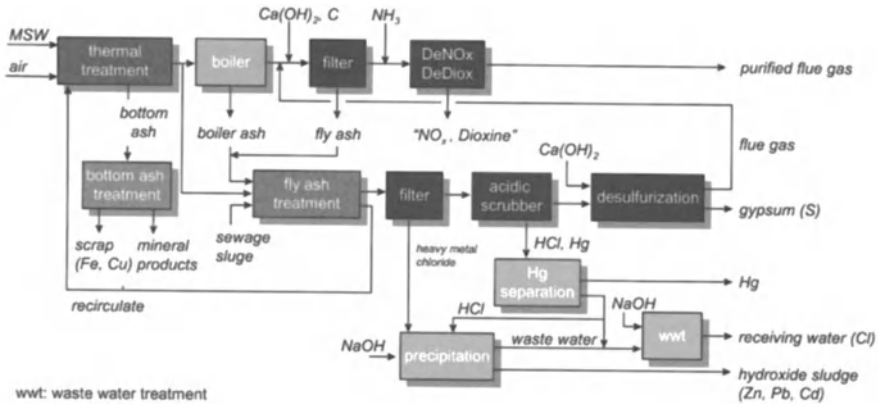 Ca(OH)2, C
NH3
MSW
air
thermal
treatment
boiler
filter
DeNOx
DeDiox
purified flue gas
bottom
ash
boiler ash
fly ash
"NOx, Dioxine"
Ca(OH)2
flue gas
bottom ash
treatment
fly ash
treatment
filter
acidic
scrubber
desulfurization
gypsum (S)
scrap
(Fe, Cu)
mineral
products
sewage
sluge
heavy metal
chloride
HCl, Hg
Hg
separation
Hg
recirculate
HCl
NaOH
NaOH
precipitation
waste water
wwt
receiving water (Cl)
hydroxide sludge
(Zn, Pb, Cd)
wwt: waste water treatment